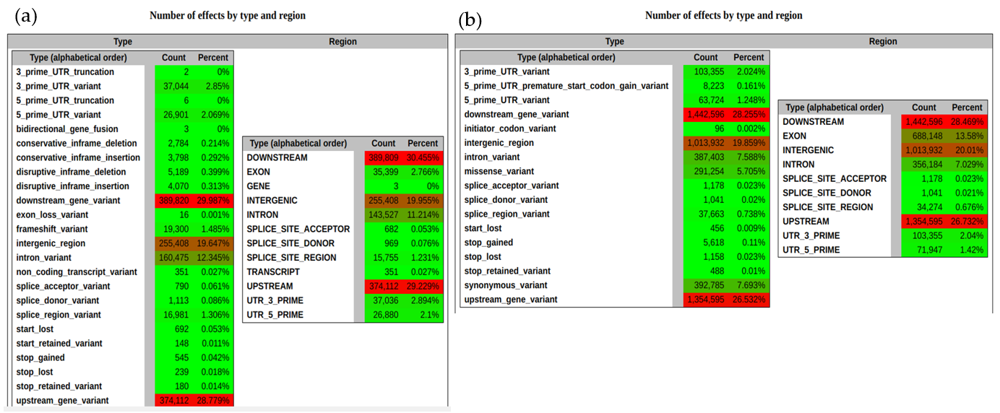 (a)
Number of effects by type and region
Type Region
Type (alphabetical order) Count Percent
3_prime_UTR_truncation 2 0%
3_prime_UTR_variant 37,044 2.85%
5_prime_UTR_truncation 6 0%
5_prime_UTR_variant 26,901 2.069%
bidirectional_gene_fusion 3 0%
conservative_inframe_deletion 2,784 0.214%
conservative_inframe_insertion 3,798 0.292%
disruptive_inframe_deletion 5,189 0.399%
disruptive_inframe_insertion 4,070 0.313%
downstream_gene_variant 389,820 29.987%
exon_loss_variant 16 0.001%
frameshift_variant 19,300 1.485%
intergenic_region 255,408 19.647%
intron_variant 160,475 12.345%
non_coding_transcript_variant 351 0.027%
splice_acceptor_variant 790 0.061%
splice_donor_variant 1,113 0.086%
splice_region_variant 16,981 1.306%
start_lost 692 0.053%
start_retained_variant 148 0.011%
stop_gained 545 0.042%
stop_lost 239 0.018%
stop_retained_variant 180 0.014%
upstream_gene_variant 374,112 28.779%
Type (alphabetical order) Count Percent
DOWNSTREAM 389,809 30.455%
EXON 35,399 2.766%
GENE 3 0%
INTERGENIC 255,408 19.955%
INTRON 143,527 11.214%
SPLICE_SITE_ACCEPTOR 682 0.053%
SPLICE_SITE_DONOR 969 0.076%
SPLICE_SITE_REGION 15,755 1.231%
TRANSCRIPT 351 0.027%
UPSTREAM 374,112 29.229%
UTR_3_PRIME 37,036 2.894%
UTR_5_PRIME 26,880 2.1%
(b)
Number of effects by type and region
Type Region
Type (alphabetical order) Count Percent
3_prime_UTR_variant 103,355 2.024%
5_prime_UTR_premature_start_codon_gain_variant 8,223 0.161%
5_prime_UTR_variant 63,724 1.248%
downstream_gene_variant 1,442,596 28.255%
initiator_codon_variant 96 0.002%
intergenic_region 1,013,932 19.859%
intron_variant 387,403 7.588%
missense_variant 291,254 5.705%
splice_acceptor_variant 1,178 0.023%
splice_donor_variant 1,041 0.02%
splice_region_variant 37,663 0.738%
start_lost 456 0.009%
stop_gained 5,618 0.11%
stop_lost 1,158 0.023%
stop_retained_variant 488 0.01%
synonymous_variant 392,785 7.693%
upstream_gene_variant 1,354,595 26.532%
Type (alphabetical order) Count Percent
DOWNSTREAM 1,442,596 28.469%
EXON 688,148 13.58%
INTERGENIC 1,013,932 20.01%
INTRON 356,184 7.029%
SPLICE_SITE_ACCEPTOR 1,178 0.023%
SPLICE_SITE_DONOR 1,041 0.021%
SPLICE_SITE_REGION 34,274 0.676%
UPSTREAM 1,354,595 26.732%
UTR_3_PRIME 103,355 2.04%
UTR_5_PRIME 71,947 1.42%